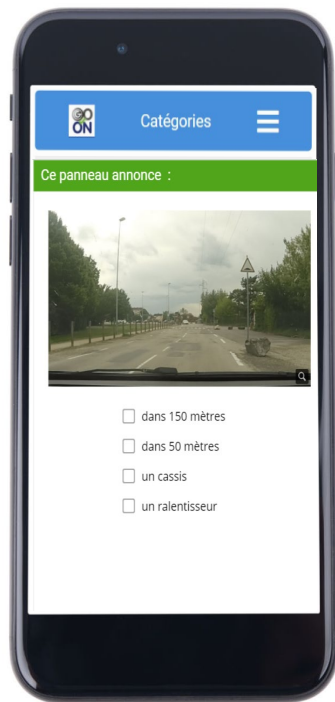 GO
ON
Catégories
Ce panneau annonce :
dans 150 mètres
dans 50 mètres
un cassis
un ralentisseur